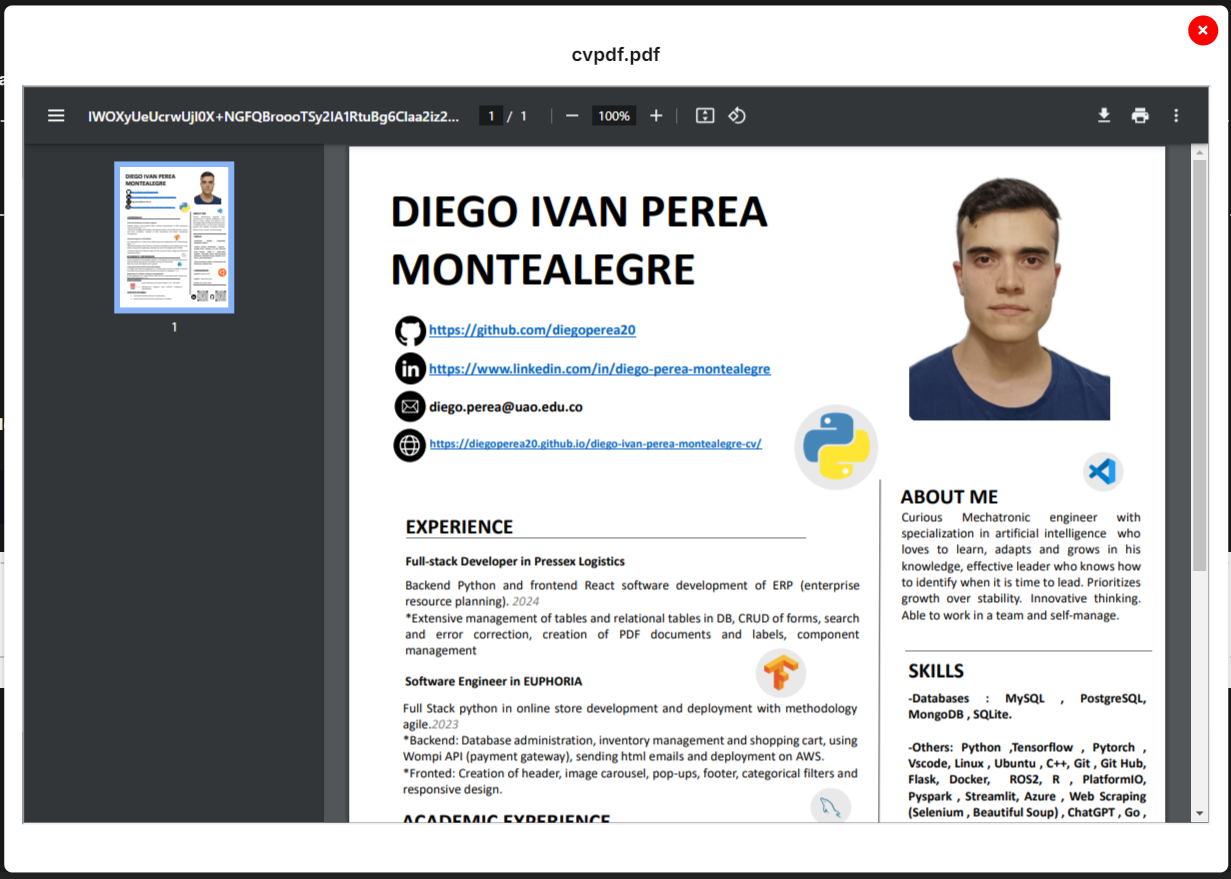 cvpdf.pdf
IWOXyUeUcrwUjI0X+NGFQBroooTSy2IA1RtuBg6Claa2iz2...
1 / 1
100%
DIEGO IVAN PEREA
MONTEALEGRE
https://github.com/diegoperea20
in https://www.linkedin.com/in/diego-perea-montealegre
diego.perea@uao.edu.co
https://diegoperea20.github.io/diego-ivan-perea-montealegre-cv/
1
EXPERIENCE
Full-stack Developer in Pressex Logistics
Backend Python and frontend React software development of ERP (enterprise
resource planning). 2024
*Extensive management of tables and relational tables in DB, CRUD of forms, search
and error correction, creation of PDF documents and labels, component
management
Software Engineer in EUPHORIA
Full Stack python in online store development and deployment with methodology
agile.2023
*Backend: Database administration, inventory management and shopping cart, using
Wompi API (payment gateway), sending html emails and deployment on AWS.
*Fronted: Creation of header, image carousel, pop-ups, footer, categorical filters and
responsive design.
ACADEMIC EXPERIENCE
ABOUT ME
Curious Mechatronic engineer with
specialization in artificial intelligence who
loves to learn, adapts and grows in his
knowledge, effective leader who knows how
to identify when it is time to lead. Prioritizes
growth over stability. Innovative thinking.
Able to work in a team and self-manage.
SKILLS
-Databases : MySQL , PostgreSQL,
MongoDB , SQLite.
-Others: Python ,Tensorflow , Pytorch ,
Vscode, Linux , Ubuntu , C++, Git , Git Hub,
Flask, Docker, ROS2, R , PlatformIO,
Pyspark , Streamlit, Azure , Web Scraping
(Selenium , Beautiful Soup) , ChatGPT , Go ,